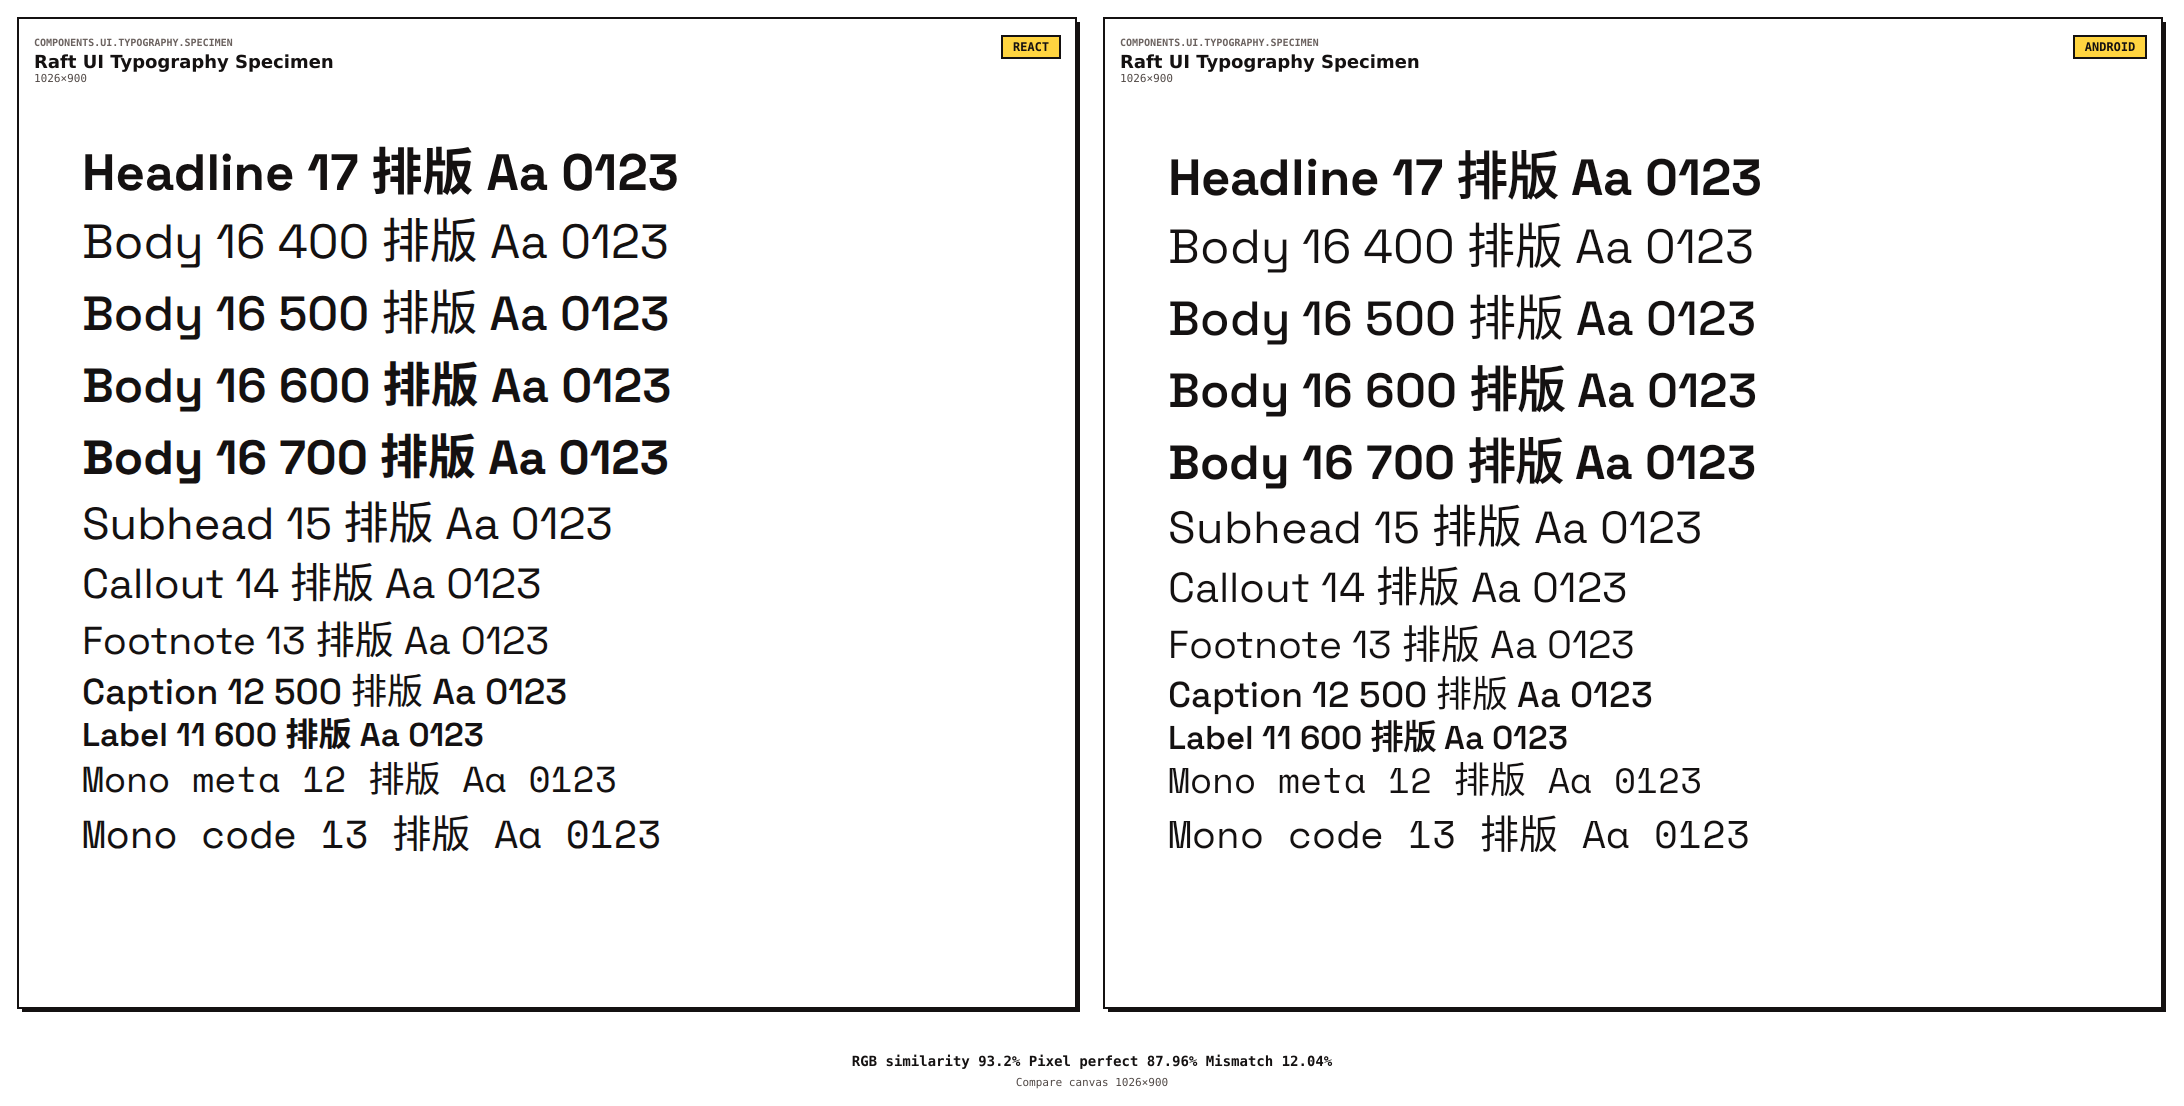 COMPONENTS.UI.TYPOGRAPHY.SPECIMEN
Raft UI Typography Specimen
1026×900
REACT
Headline 17 排版 Aa 0123
Body 16 400 排版 Aa 0123
Body 16 500 排版 Aa 0123
Body 16 600 排版 Aa 0123
Body 16 700 排版 Aa 0123
Subhead 15 排版 Aa 0123
Callout 14 排版 Aa 0123
Footnote 13 排版 Aa 0123
Caption 12 500 排版 Aa 0123
Label 11 600 排版 Aa 0123
Mono meta 12 排版 Aa 0123
Mono code 13 排版 Aa 0123
COMPONENTS.UI.TYPOGRAPHY.SPECIMEN
Raft UI Typography Specimen
1026×900
ANDROID
Headline 17 排版 Aa 0123
Body 16 400 排版 Aa 0123
Body 16 500 排版 Aa 0123
Body 16 600 排版 Aa 0123
Body 16 700 排版 Aa 0123
Subhead 15 排版 Aa 0123
Callout 14 排版 Aa 0123
Footnote 13 排版 Aa 0123
Caption 12 500 排版 Aa 0123
Label 11 600 排版 Aa 0123
Mono meta 12 排版 Aa 0123
Mono code 13 排版 Aa 0123
RGB similarity 93.2% Pixel perfect 87.96% Mismatch 12.04%
Compare canvas 1026×900